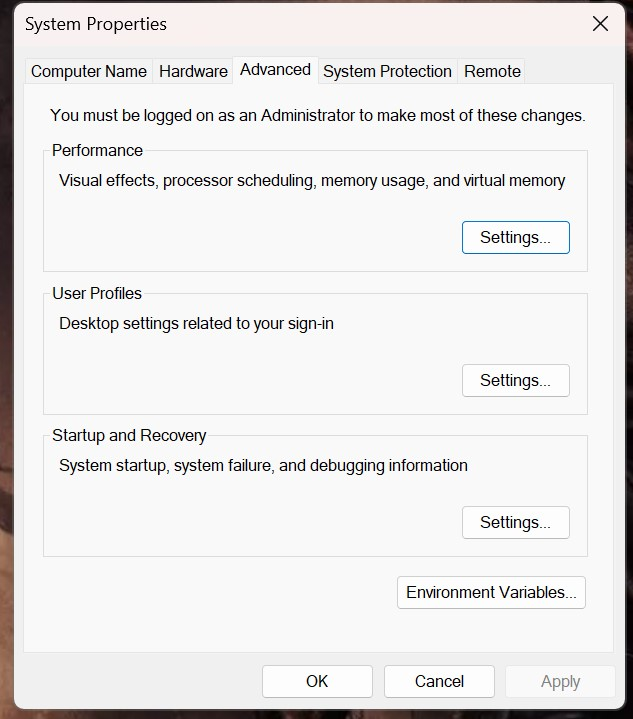 System Properties
Computer Name
Hardware
Advanced
System Protection
Remote
You must be logged on as an Administrator to make most of these changes.
Performance
Visual effects, processor scheduling, memory usage, and virtual memory
Settings...
User Profiles
Desktop settings related to your sign-in
Settings...
Startup and Recovery
System startup, system failure, and debugging information
Settings...
Environment Variables...
OK
Cancel
Apply